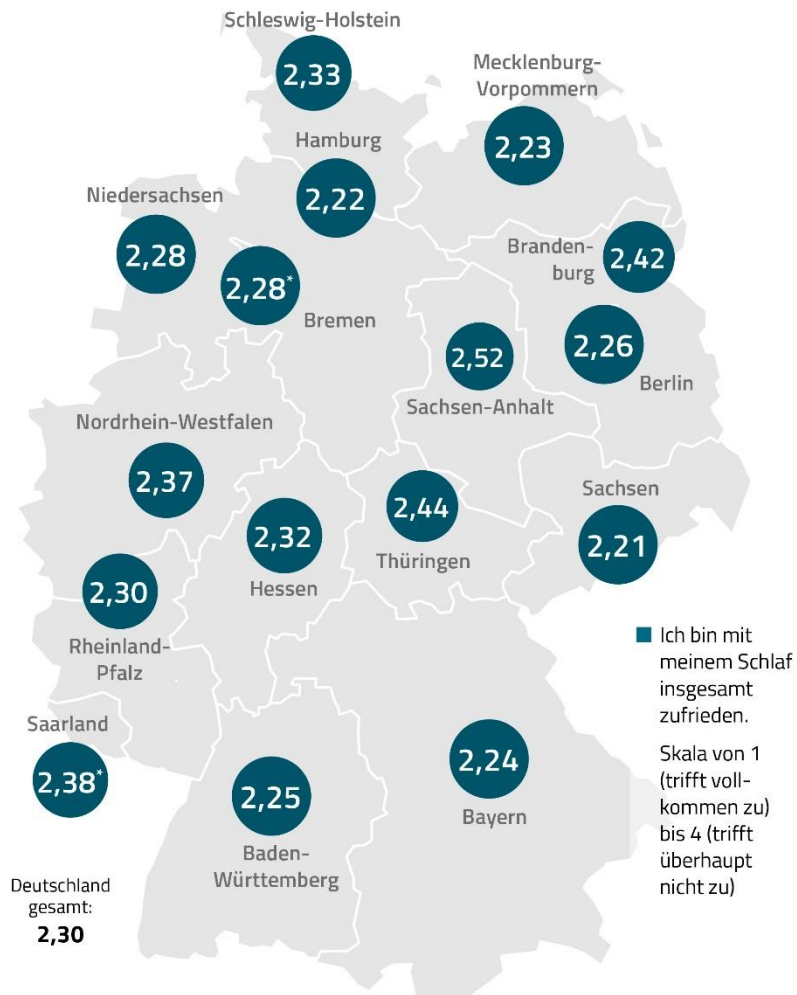 Schleswig-Holstein
2,33
Mecklenburg-
Vorpommern
2,23
Hamburg
2,22
Niedersachsen
2,28
2,28*
Bremen
Branden-
burg
2,42
2,26
Berlin
2,52
Sachsen-Anhalt
Nordrhein-Westfalen
2,37
2,32
Hessen
2,44
Thüringen
Sachsen
2,21
2,30
Rheinland-
Pfalz
Saarland
2,38*
2,25
Baden-
Württemberg
2,24
Bayern
Ich bin mit
meinem Schlaf
insgesamt
zufrieden.
Skala von 1
(trifft voll-
kommen zu)
bis 4 (trifft
überhaupt
nicht zu)
Deutschland
gesamt:
2,30